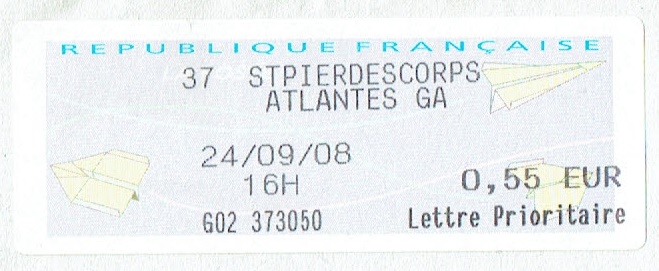 REPUBLIQUE FRANÇAISE
37 STPIERDESCORPS
ATLANTES GA
24/09/08
16H
0,55 EUR
G02 373050
Lettre Prioritaire